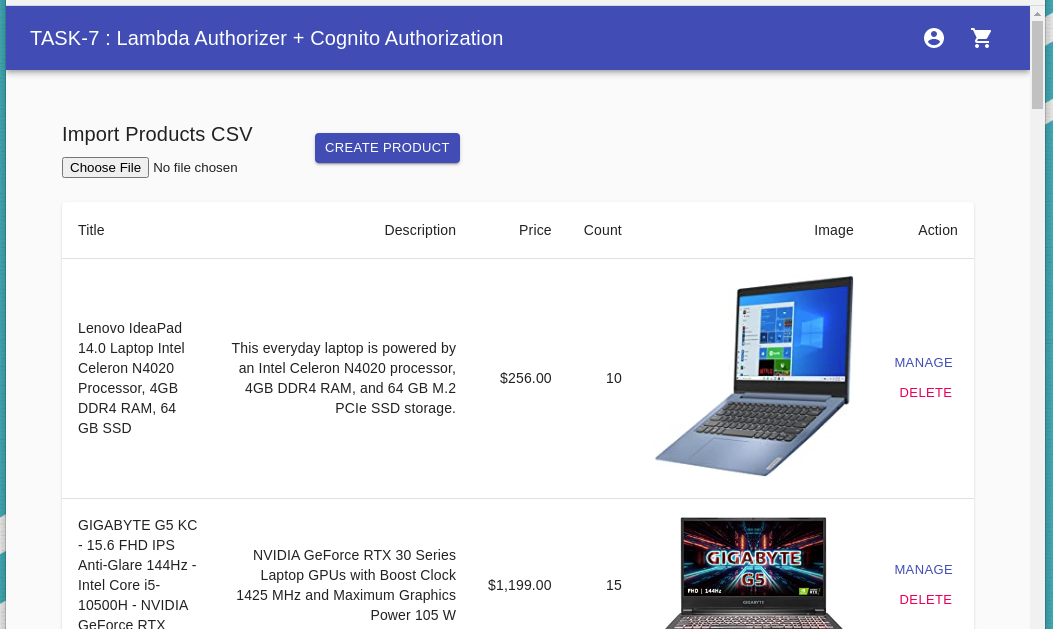 TASK-7 : Lambda Authorizer + Cognito Authorization
Import Products CSV
CREATE PRODUCT
Choose File No file chosen
Title Description Price Count Image Action
Lenovo IdeaPad
14.0 Laptop Intel
Celeron N4020
Processor, 4GB
DDR4 RAM, 64
GB SSD
This everyday laptop is powered by
an Intel Celeron N4020 processor,
4GB DDR4 RAM, and 64 GB M.2
PCIe SSD storage.
$256.00
10
MANAGE
DELETE
GIGABYTE G5 KC
- 15.6 FHD IPS
Anti-Glare 144Hz -
Intel Core i5-
10500H - NVIDIA
GeForce RTX
NVIDIA GeForce RTX 30 Series
Laptop GPUs with Boost Clock
1425 MHz and Maximum Graphics
Power 105 W
$1,199.00
15
GIGABYTE
G5
FHD | 144Hz
GIGABYTE
MANAGE
DELETE